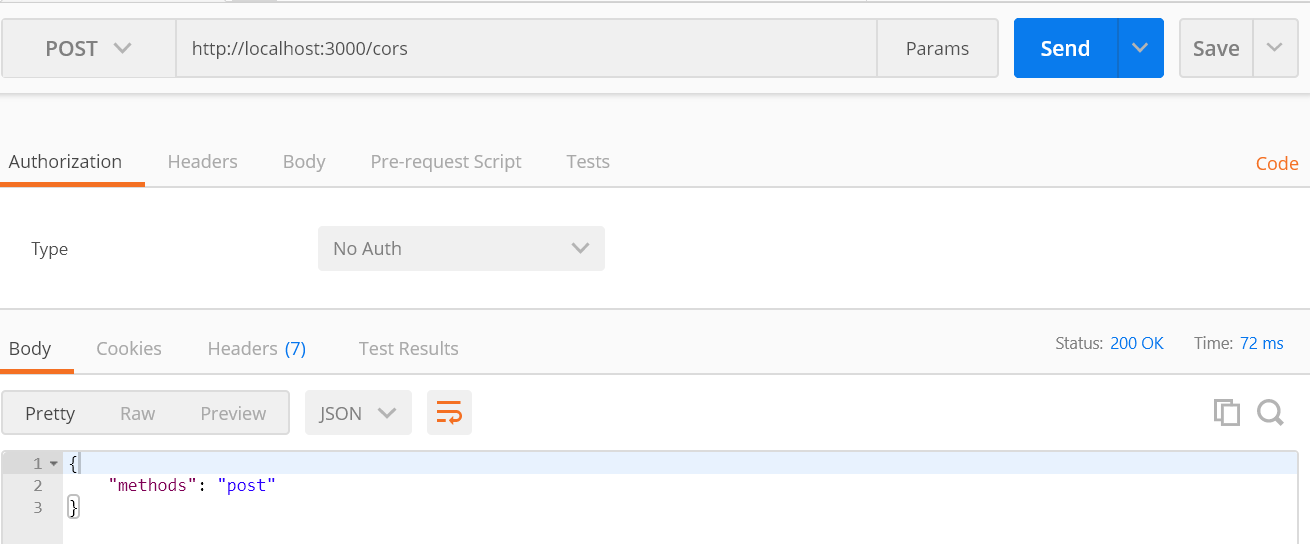 POST http://localhost:3000/cors Params Send Save
Authorization Headers Body Pre-request Script Tests Code
Type No Auth
Body Cookies Headers (7) Test Results Status: 200 OK Time: 72 ms
Pretty Raw Preview JSON
1 {
2 "methods": "post"
3 }